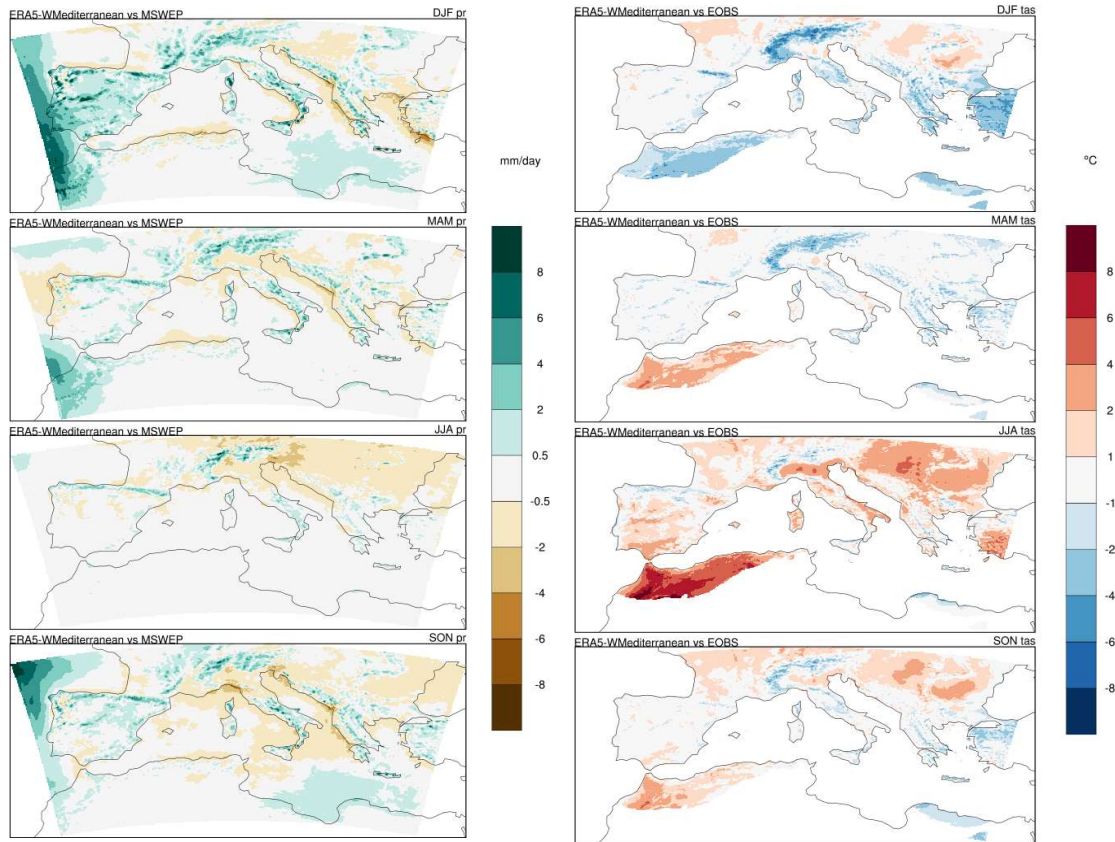 ERA5-WMediterranean vs MSWEP DJF pr
ERA5-WMediterranean vs MSWEP MAM pr
ERA5-WMediterranean vs MSWEP JJA pr
ERA5-WMediterranean vs MSWEP SON pr
mm/day
8
6
4
2
0.5
-0.5
-2
-4
-6
-8
ERA5-WMediterranean vs EOBS DJF tas
ERA5-WMediterranean vs EOBS MAM tas
ERA5-WMediterranean vs EOBS JJA tas
ERA5-WMediterranean vs EOBS SON tas
°C
8
6
4
2
1
-1
-2
-4
-6
-8